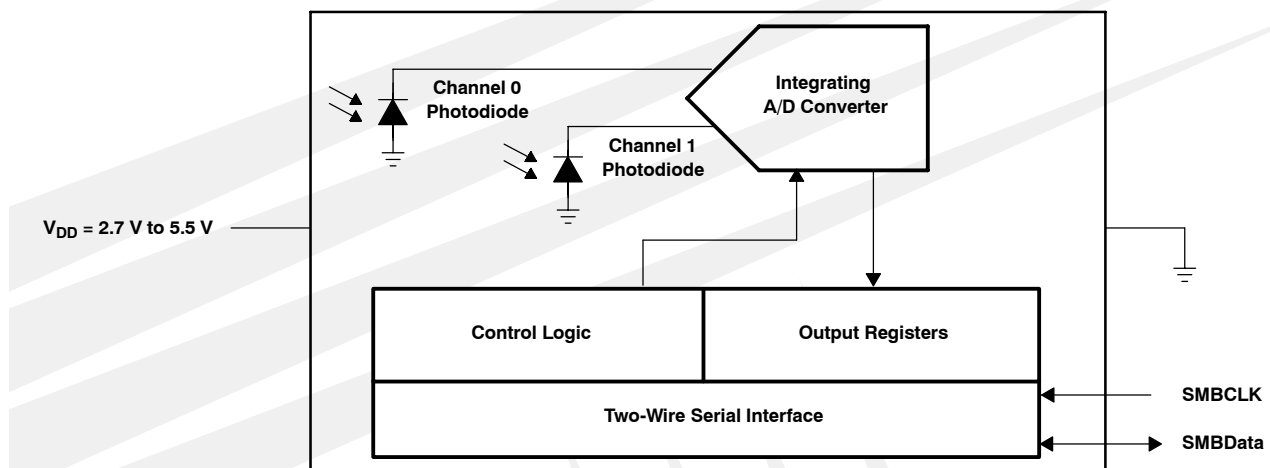 Integrating
A/D Converter
Channel 0
Photodiode
Channel 1
Photodiode
VDD = 2.7 V to 5.5 V
Control Logic
Output Registers
Two-Wire Serial Interface
SMBCLK
SMBData